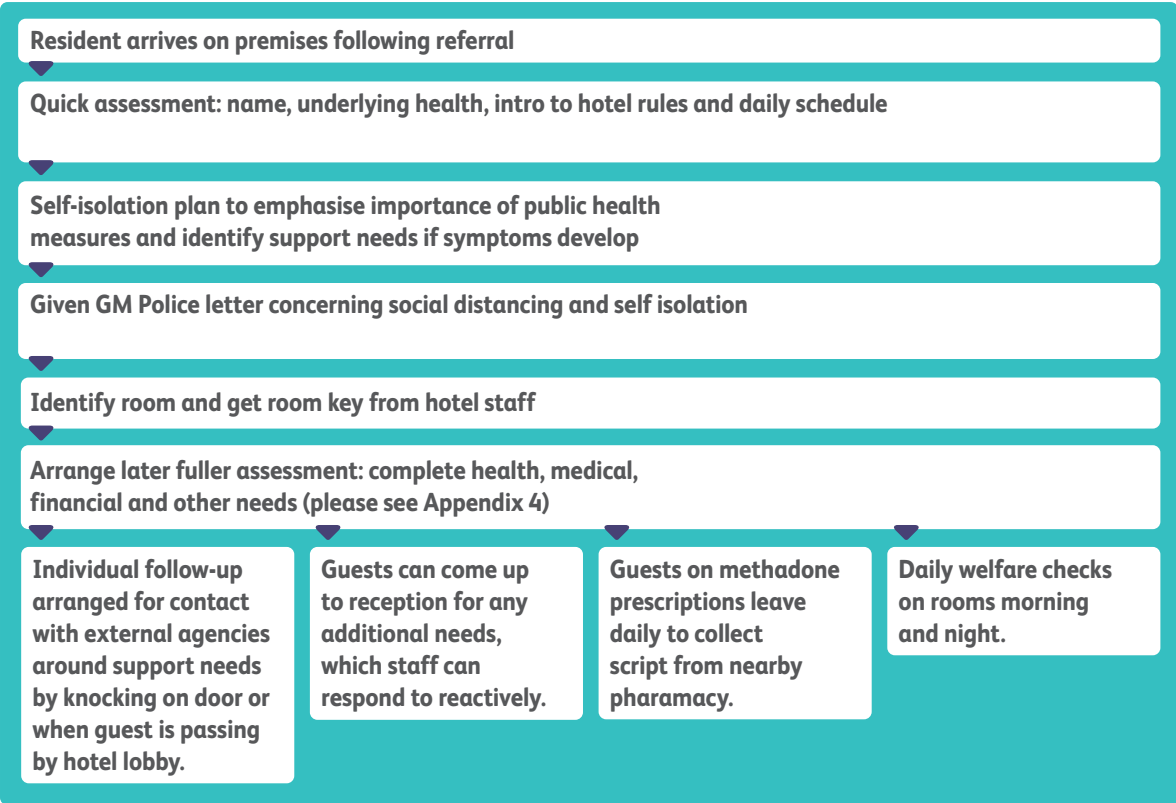 Resident arrives on premises following referral
Quick assessment: name, underlying health, intro to hotel rules and daily schedule
Self-isolation plan to emphasise importance of public health
measures and identify support needs if symptoms develop
Given GM Police letter concerning social distancing and self isolation
Identify room and get room key from hotel staff
Arrange later fuller assessment: complete health, medical,
financial and other needs (please see Appendix 4)
Individual follow-up
arranged for contact
with external agencies
around support needs
by knocking on door or
when guest is passing
by hotel lobby.
Guests can come up
to reception for any
additional needs,
which staff can
respond to reactively.
Guests on methadone
prescriptions leave
daily to collect
script from nearby
pharamacy.
Daily welfare checks
on rooms morning
and night.